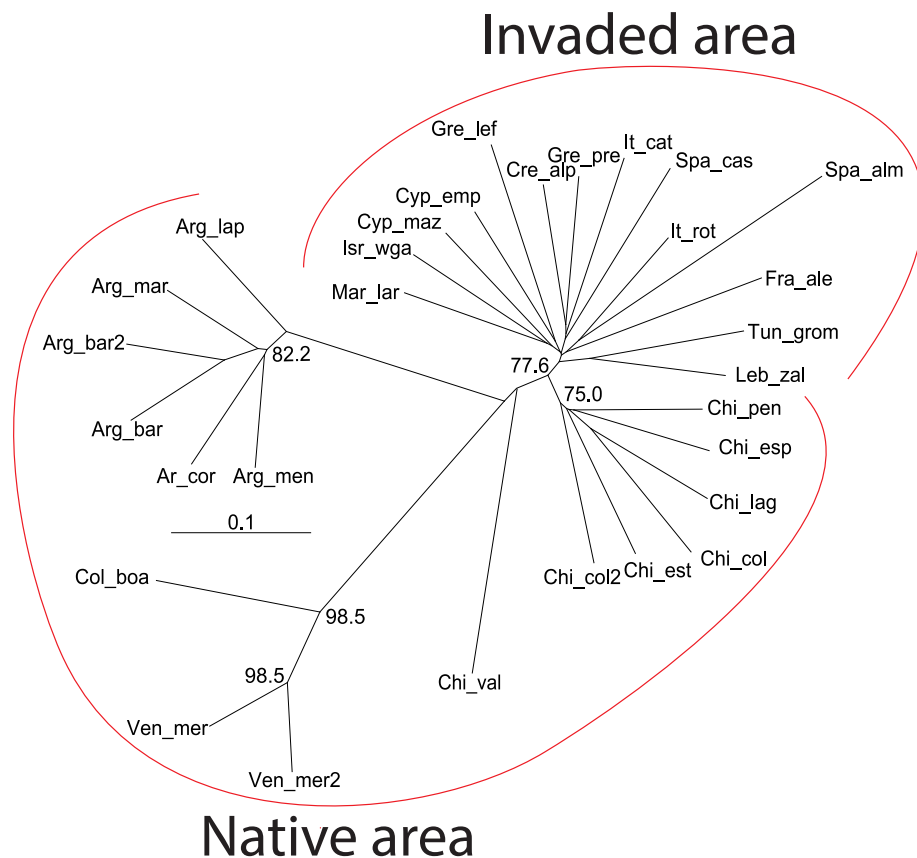 Invaded area
Gre_lef
Cre_alp
Gre_pre
It_cat
Spa_cas
Spa_alm
Cyp_emp
Cyp_maz
Isr_wga
Mar_lar
It_rot
Fra_ale
Tun_grom
Leb_zal
Arg_lap
Arg_mar
Arg_bar2
Arg_bar
Ar_cor
Arg_men
82.2
77.6
75.0
Chi_pen
Chi_esp
Chi_lag
Chi_col
Chi_est
Chi_col2
Chi_val
0.1
Col_boa
98.5
98.5
Ven_mer
Ven_mer2
Native area